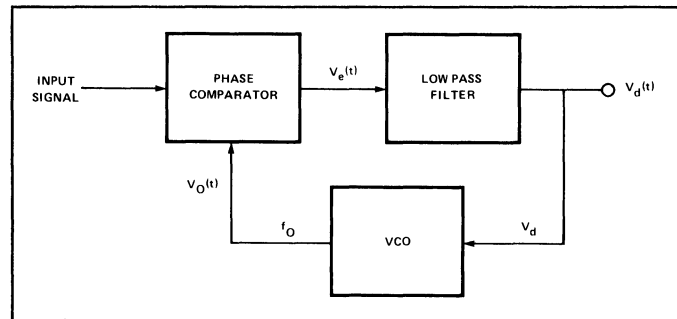 INPUT
SIGNAL
PHASE
COMPARATOR
Ve(t)
LOW PASS
FILTER
Vd(t)
VO(t)
fO
VCO
Vd